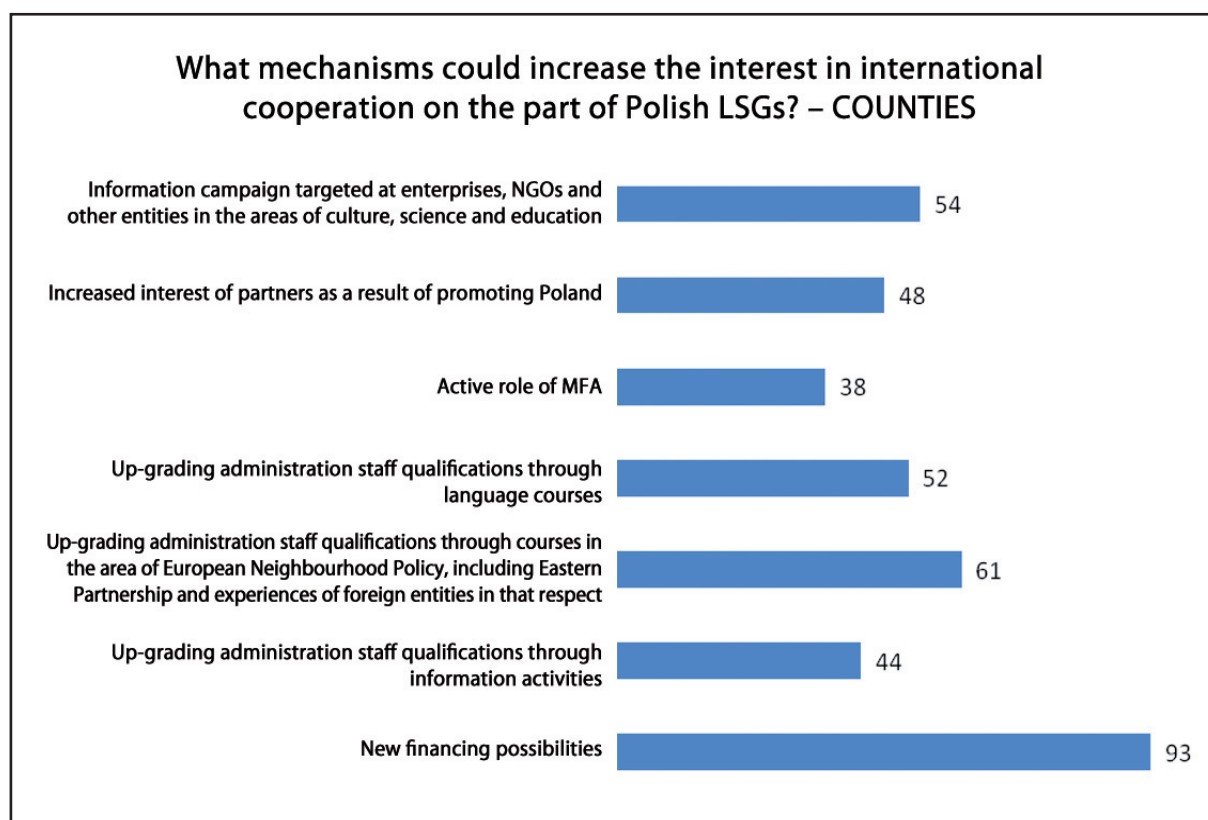 What mechanisms could increase the interest in international
cooperation on the part of Polish LSGs? – COUNTIES
Information campaign targeted at enterprises, NGOs and
other entities in the areas of culture, science and education
54
Increased interest of partners as a result of promoting Poland
48
Active role of MFA
38
Up-grading administration staff qualifications through
language courses
52
Up-grading administration staff qualifications through courses in
the area of European Neighbourhood Policy, including Eastern
Partnership and experiences of foreign entities in that respect
61
Up-grading administration staff qualifications through
information activities
44
New financing possibilities
93